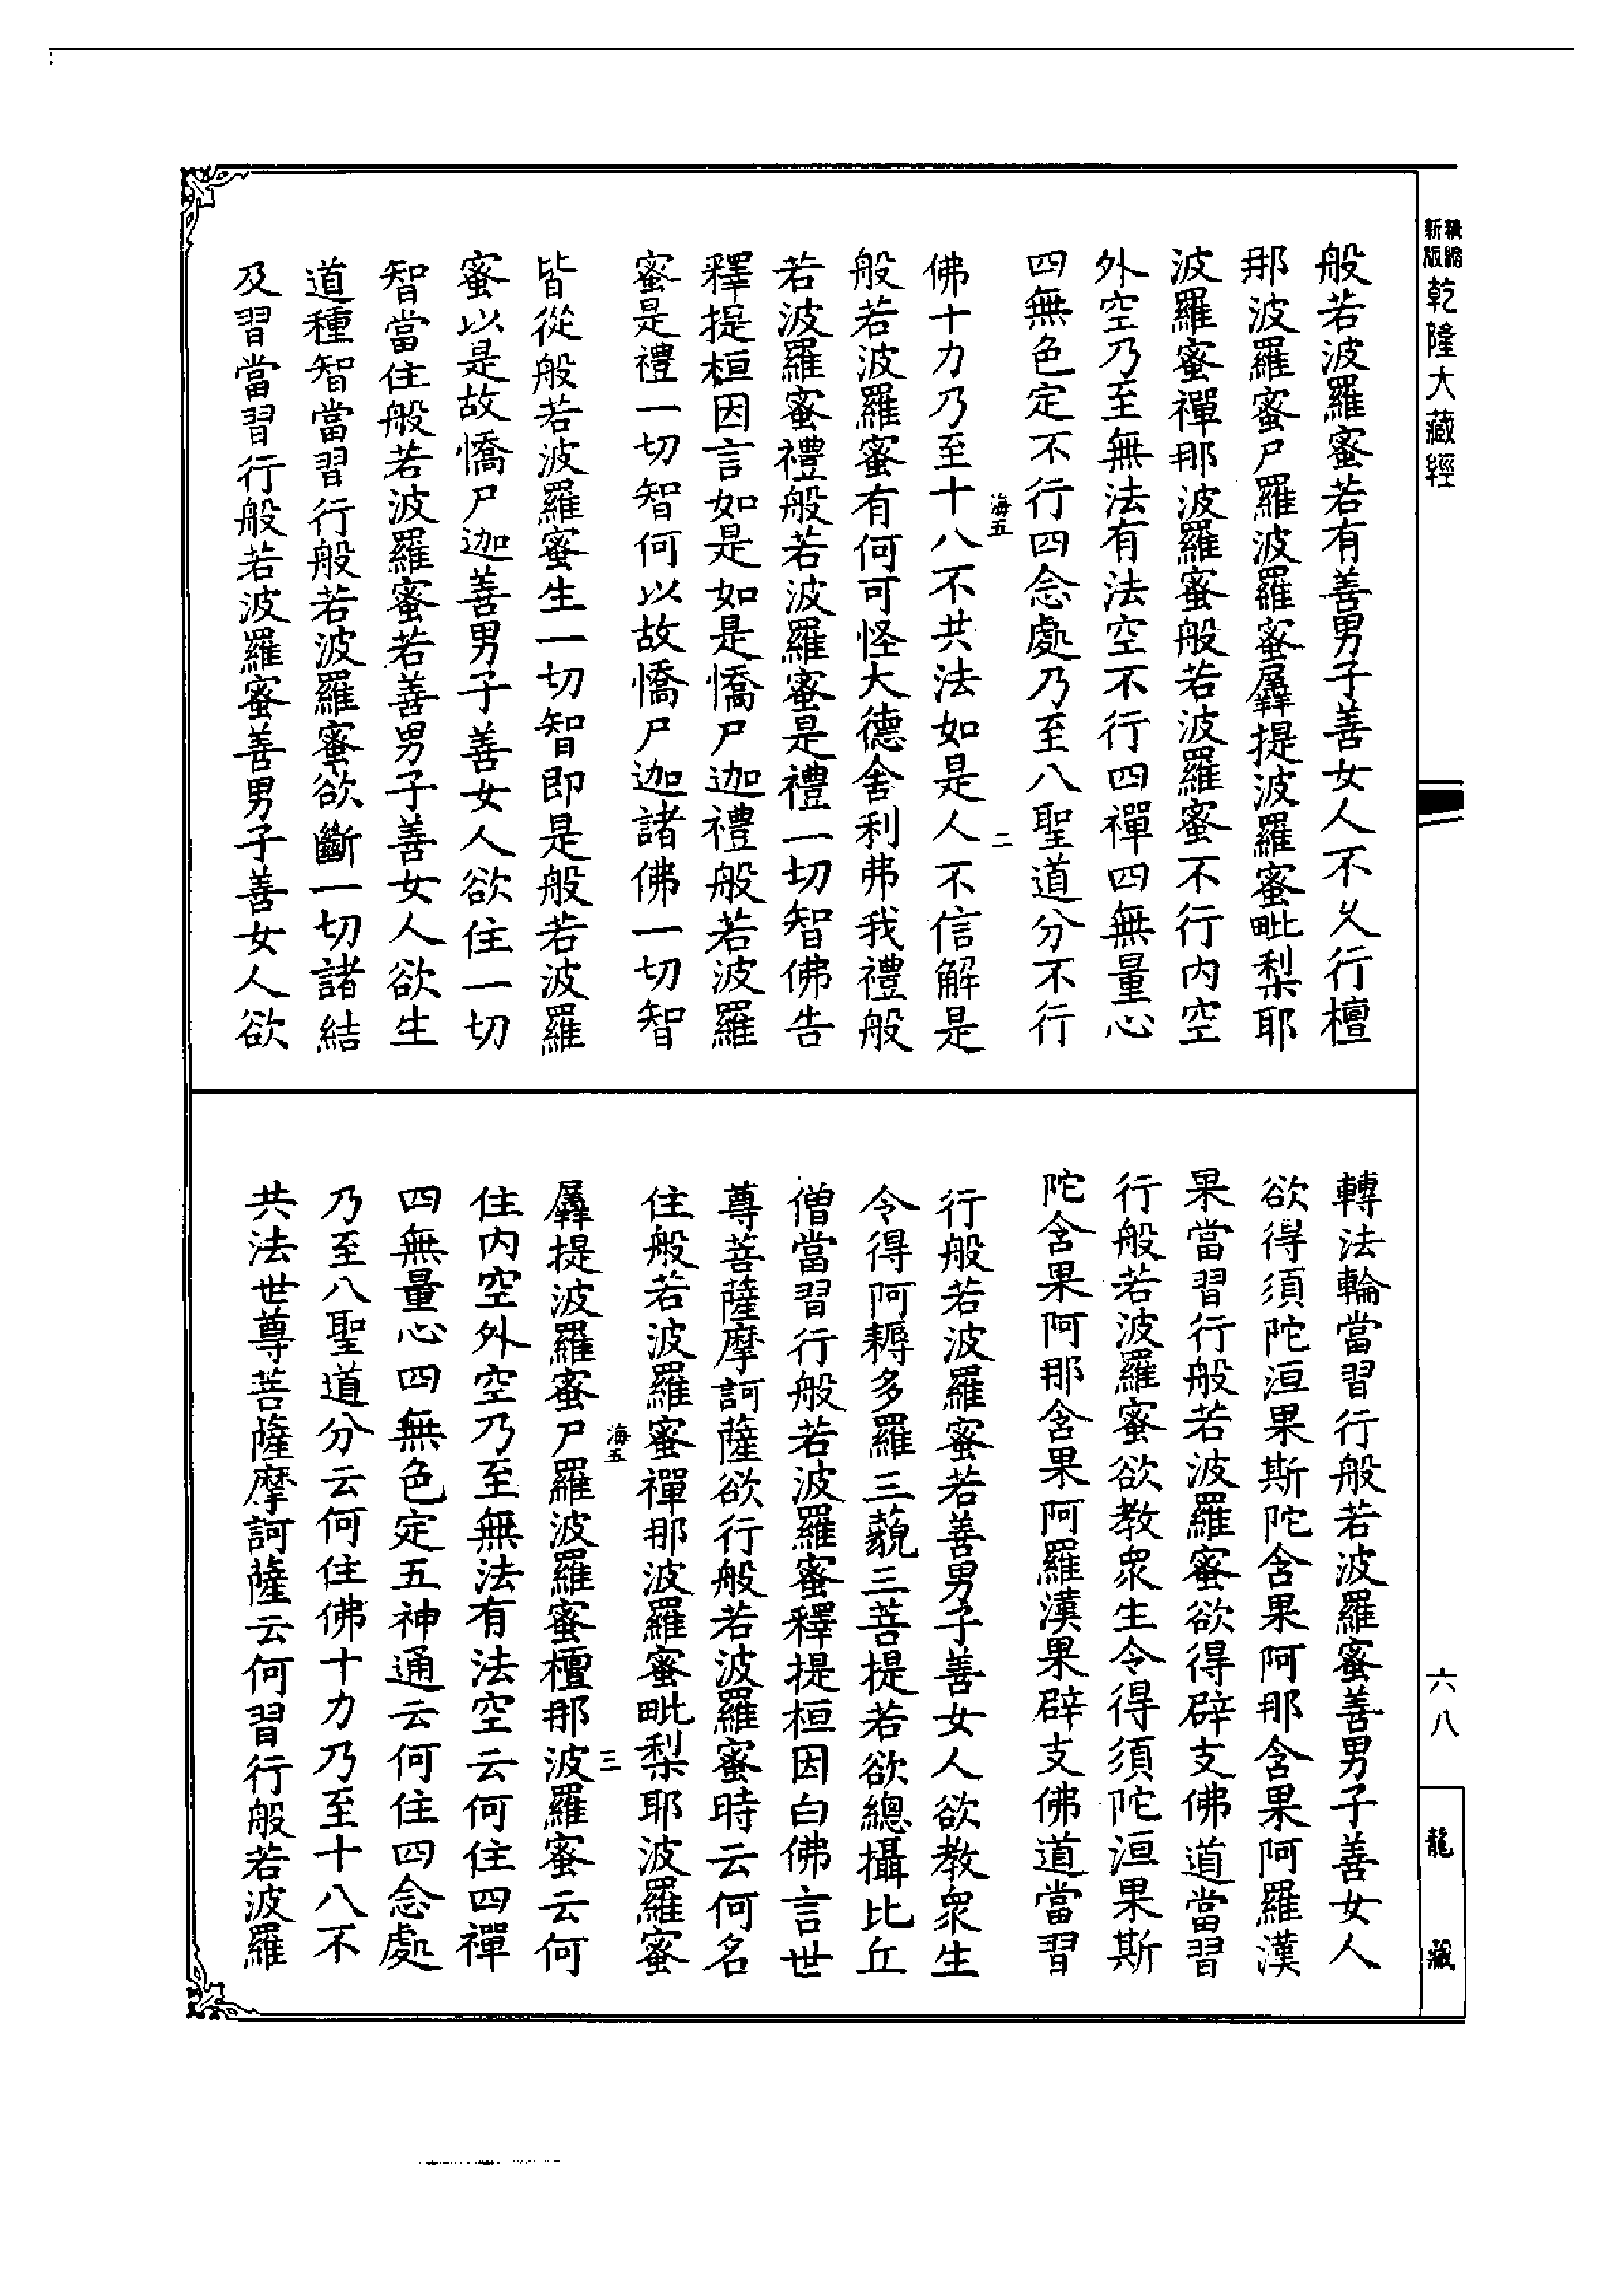 新版精縮乾隆大藏經
般若波羅蜜若有善男子善女人不久行檀
那波羅蜜尸羅波羅蜜羼提波羅蜜毗梨耶
波羅蜜禪那波羅蜜般若波羅蜜不行內空
外空乃至無法有法空不行四禪四無量心
四無色定不行四念處乃至八聖道分不行
海五 二
佛十力乃至十八不共法如是人不信解是
般若波羅蜜有何可怪大德舍利弗我禮般
若波羅蜜禮般若波羅蜜是禮一切智佛告
釋提桓因言如是如是憍尸迦禮般若波羅
蜜是禮一切智何以故憍尸迦諸佛一切智
皆從般若波羅蜜生一切智即是般若波羅
蜜以是故憍尸迦善男子善女人欲住一切
智當住般若波羅蜜若善男子善女人欲生
道種智當習行般若波羅蜜欲斷一切諸結
及習當習行般若波羅蜜善男子善女人欲
轉法輪當習行般若波羅蜜善男子善女人
欲得須陀洹果斯陀含果阿那含果阿羅漢
果當習行般若波羅蜜欲得辟支佛道當習
行般若波羅蜜欲教眾生令得須陀洹果斯
陀含果阿那含果阿羅漢果辟支佛道當習
行般若波羅蜜若善男子善女人欲教眾生
令得阿耨多羅三藐三菩提若欲總攝比丘
僧當習行般若波羅蜜釋提桓因白佛言世
尊菩薩摩訶薩欲行般若波羅蜜時云何名
住般若波羅蜜禪那波羅蜜毗梨耶波羅蜜
海五 三
羼提波羅蜜尸羅波羅蜜檀那波羅蜜云何
住內空外空乃至無法有法空云何住四禪
四無量心四無色定五神通云何住四念處
乃至八聖道分云何住佛十力乃至十八不
共法世尊菩薩摩訶薩云何習行般若波羅
六八
龍藏